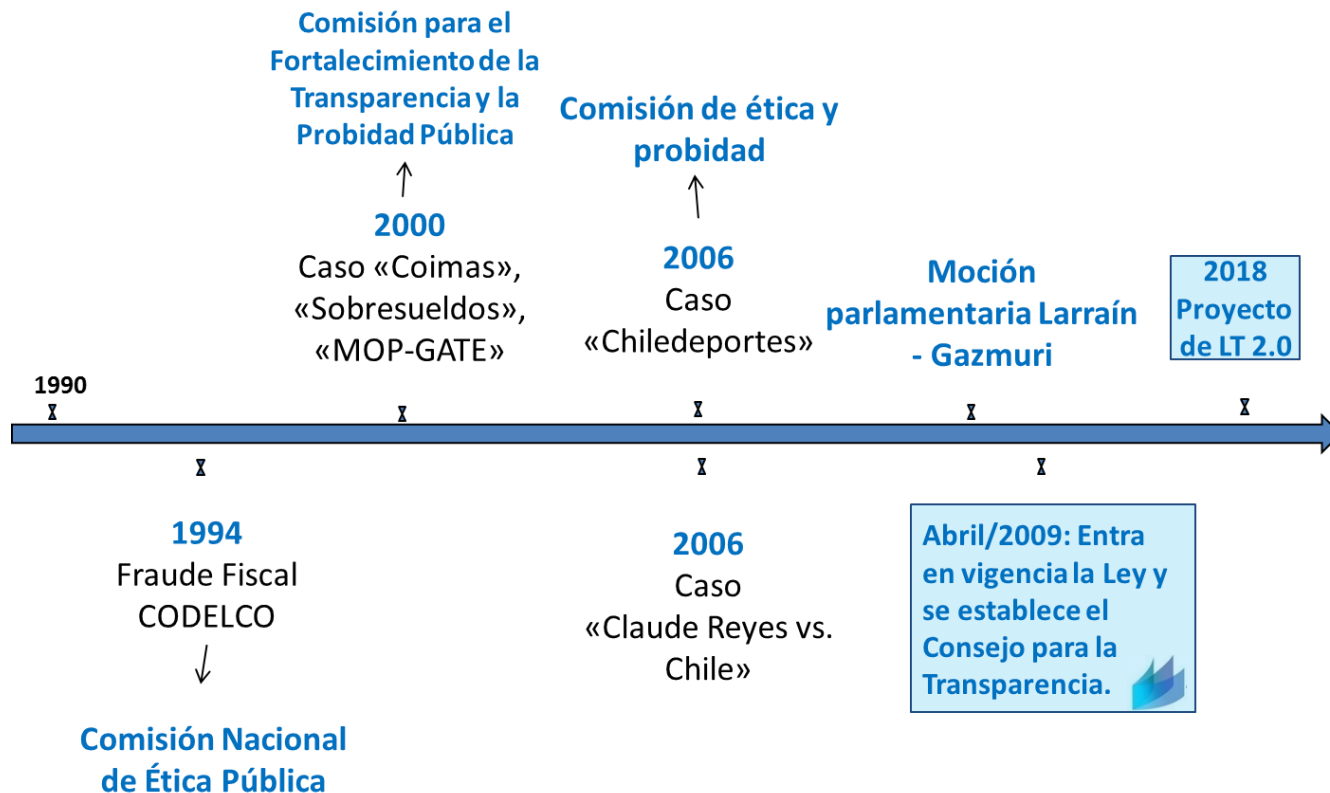 Comisión para el
Fortalecimiento de la
Transparencia y la
Probidad Pública
2000
Caso «Coimas»,
«Sobresueldos»,
«MOP-GATE»
Comisión de ética y
probidad
2006
Caso
«Chiledeportes»
Moción
parlamentaria Larraín
- Gazmuri
2018
Proyecto
de LT 2.0
1990
1994
Fraude Fiscal
CODELCO
Comisión Nacional
de Ética Pública
2006
Caso
«Claude Reyes vs.
Chile»
Abril/2009: Entra
en vigencia la Ley y
se establece el
Consejo para la
Transparencia.